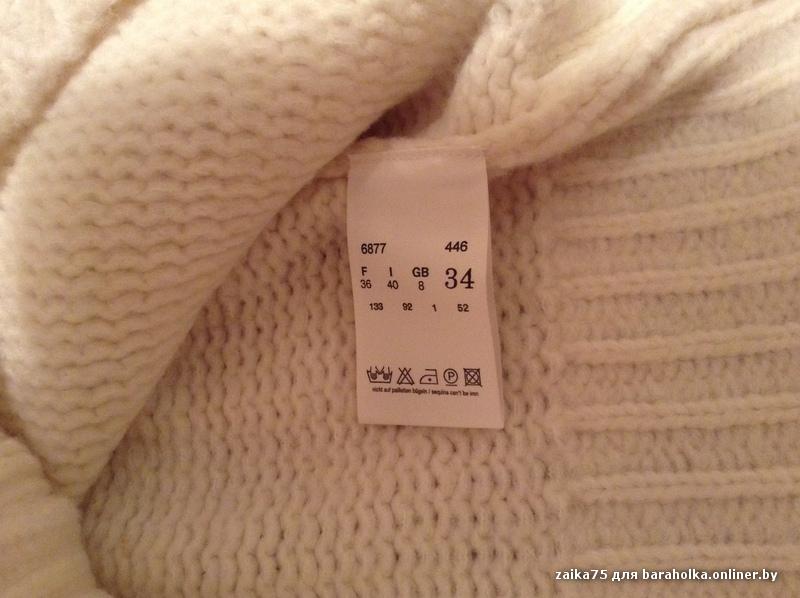 6877 446
F I GB 34
36 40 8
133 92 1 52
P
nicht auf pailletten bügeln / sequins can't be iron
zaika75 для baraholka.onliner.by